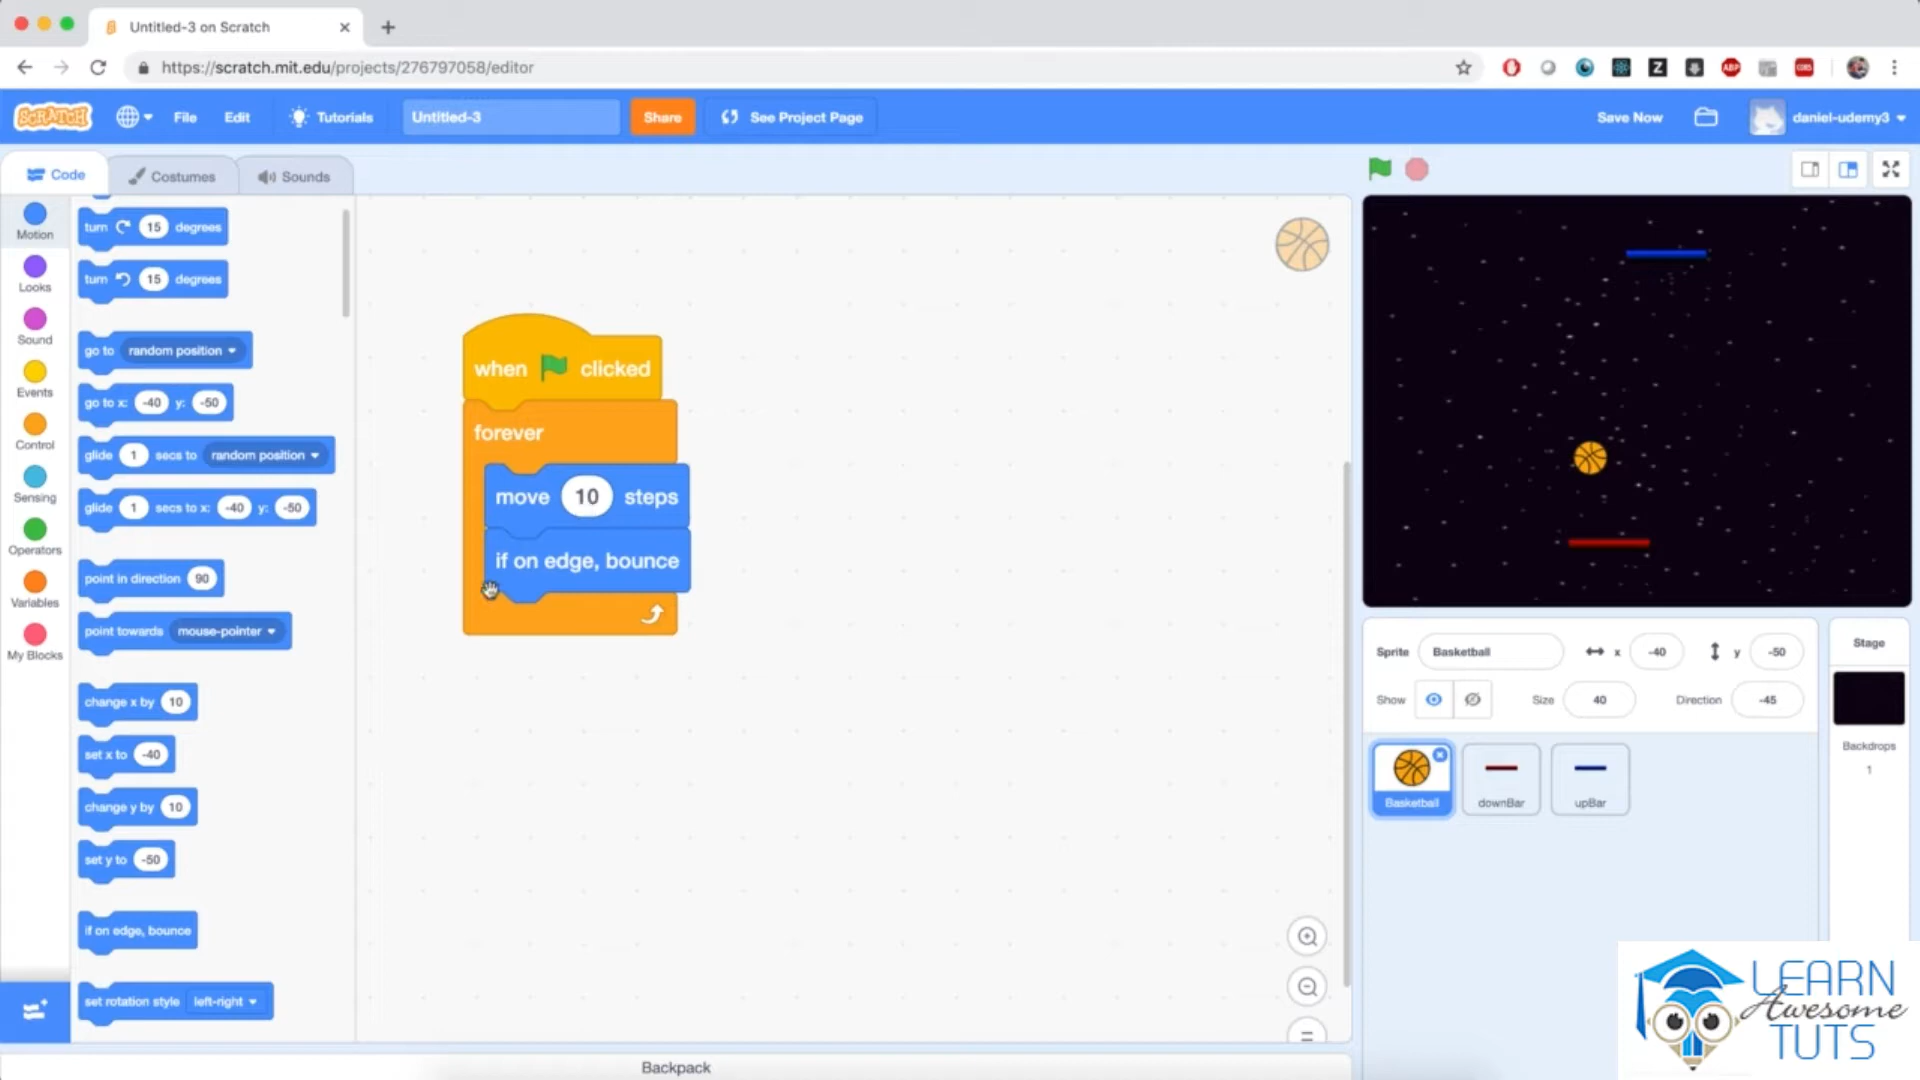 Untitled-3 on Scratch
https://scratch.mit.edu/projects/276797058/editor
Z
ABP
CORS
SCRATCH
File
Edit
Tutorials
Untitled-3
Share
See Project Page
Save Now
daniel-udemy3
Code
Costumes
Sounds
Motion
Looks
Sound
Events
Control
Sensing
Operators
Variables
My Blocks
turn 15 degrees
turn 15 degrees
go to random position
go to x: -40 y: -50
glide 1 secs to random position
glide 1 secs to x: -40 y: -50
point in direction 90
point towards mouse-pointer
change x by 10
set x to -40
change y by 10
set y to -50
if on edge, bounce
set rotation style left-right
when clicked
forever
move 10 steps
if on edge, bounce
Backpack
Sprite Basketball x -40 y -50
Show Size 40 Direction -45
Basketball
downBar
upBar
Stage
Backdrops
1
LEARN
Awesome
TUTS